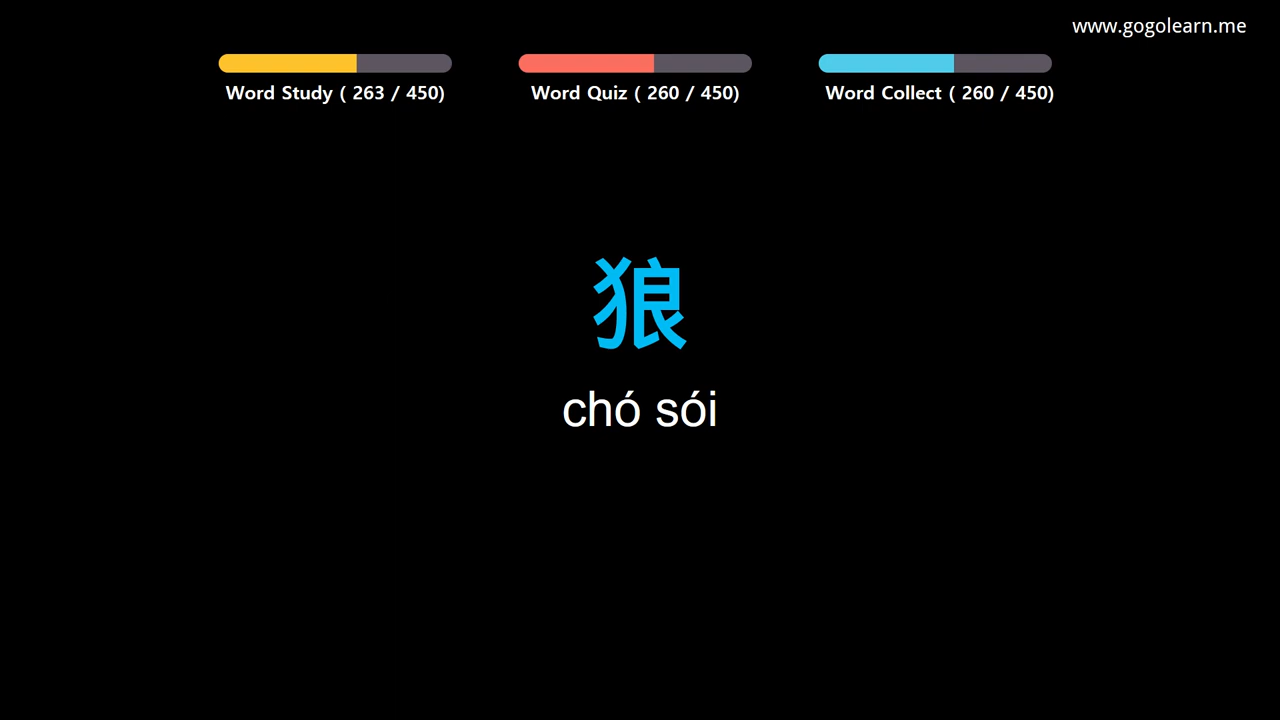 www.gogolearn.me
Word Study ( 263 / 450)
Word Quiz ( 260 / 450)
Word Collect ( 260 / 450)
狼
chó sói